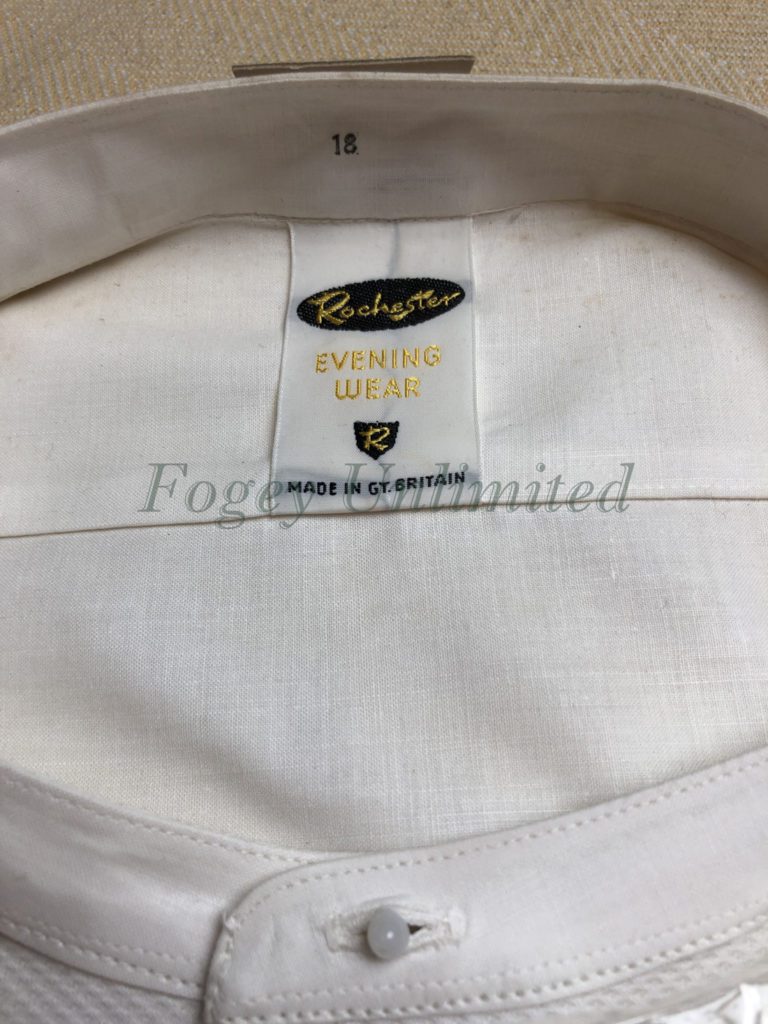 18
Rochester
EVENING
WEAR
R
MADE IN GT. BRITAIN
Fogey Unlimited